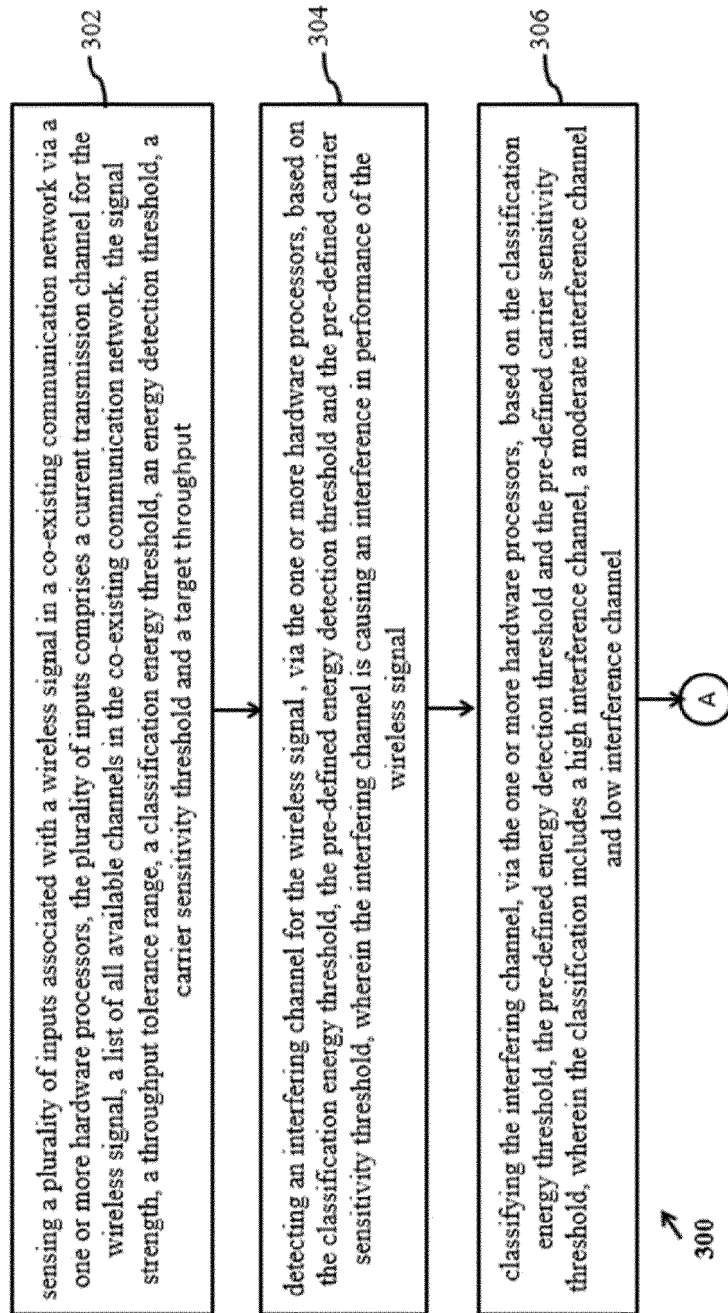 302
sensing a plurality of inputs associated with a wireless signal in a co-existing communication network via a
one or more hardware processors, the plurality of inputs comprises a current transmission channel for the
wireless signal, a list of all available channels in the co-existing communication network, the signal
strength, a throughput tolerance range, a classification energy threshold, an energy detection threshold, a
carrier sensitivity threshold and a target throughput
304
detecting an interfering channel for the wireless signal , via the one or more hardware processors, based on
the classification energy threshold, the pre-defined energy detection threshold and the pre-defined carrier
sensitivity threshold, wherein the interfering channel is causing an interference in performance of the
wireless signal
306
classifying the interfering channel, via the one or more hardware processors, based on the classification
energy threshold, the pre-defined energy detection threshold and the pre-defined carrier sensitivity
threshold, wherein the classification includes a high interference channel, a moderate interference channel
and low interference channel
A
300